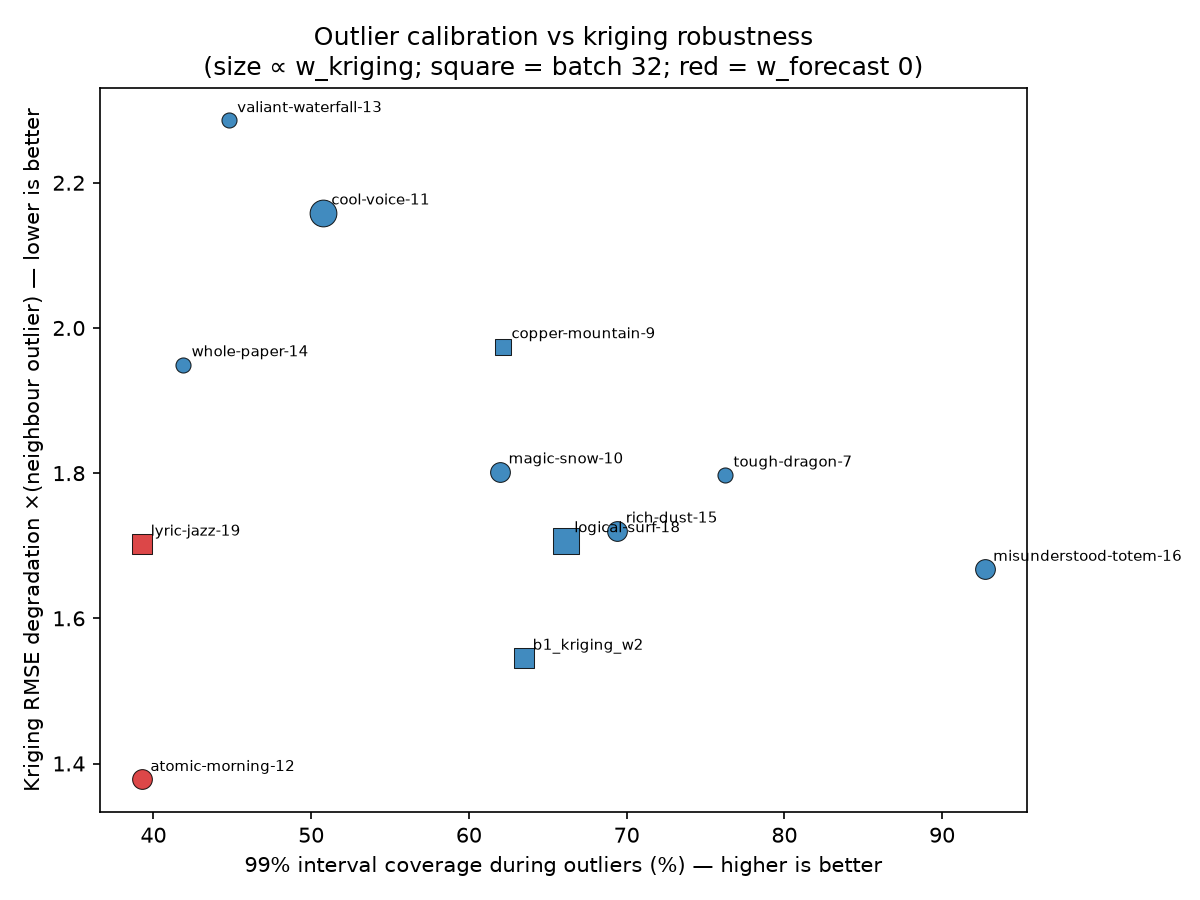 Outlier calibration vs kriging robustness
(size ∝ w_kriging; square = batch 32; red = w_forecast 0)
Kriging RMSE degradation ×(neighbour outlier) — lower is better
2.2
2.0
1.8
1.6
1.4
valiant-waterfall-13
cool-voice-11
copper-mountain-9
whole-paper-14
magic-snow-10
tough-dragon-7
rich-dust-15
logical-surf-18
lyric-jazz-19
misunderstood-totem-16
b1_kriging_w2
atomic-morning-12
40 50 60 70 80 90
99% interval coverage during outliers (%) — higher is better